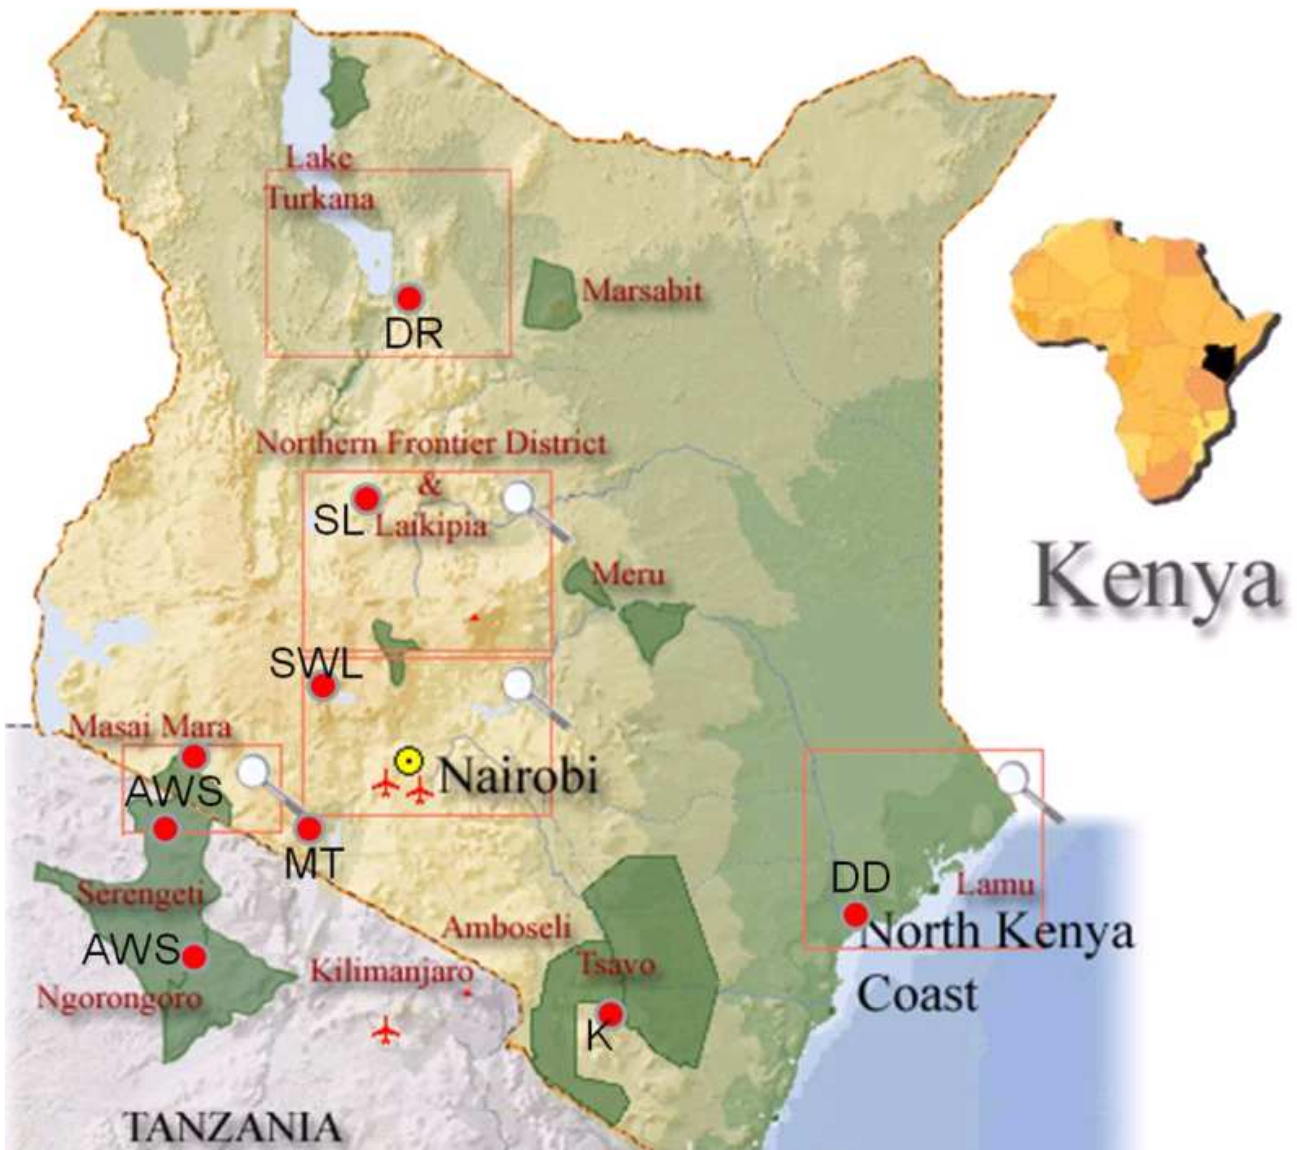 Lake
Turkana
DR
Marsabit
Northern Frontier District
&
SL
Laikipia
Kenya
Meru
SWL
Masai Mara
AWS
Nairobi
MT
Serengeti
DD
Lamu
Amboseli
North Kenya
Coast
AWS
Kilimanjaro
Tsavo
Ngorongoro
K
TANZANIA